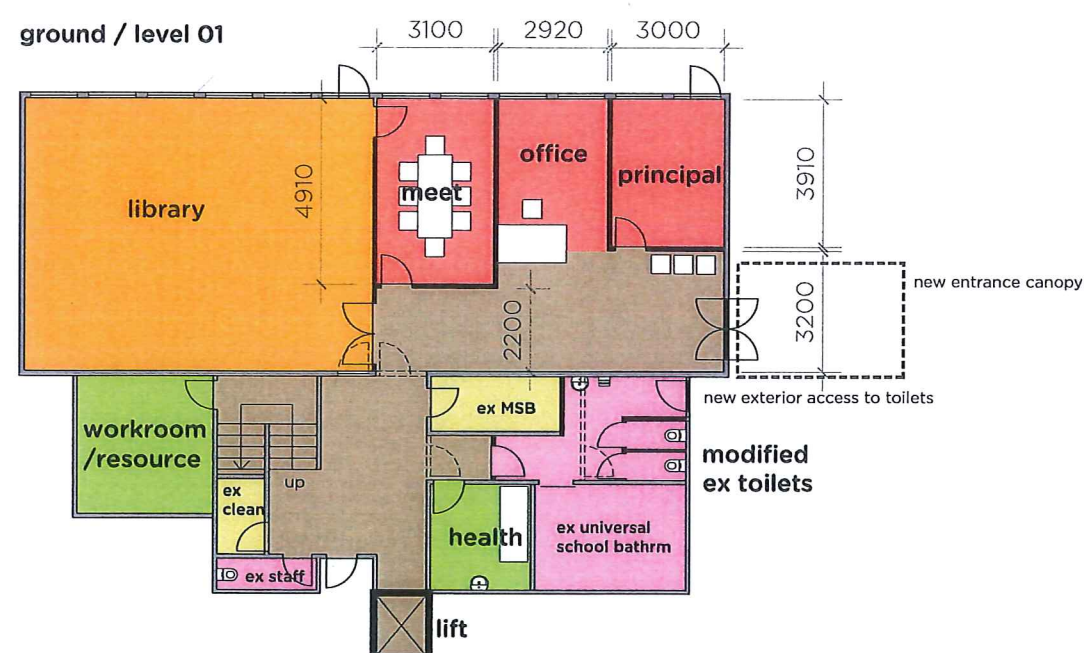 ground / level 01
3100
2920
3000
library
4910
meet
office
principal
3910
new entrance canopy
3200
2200
new exterior access to toilets
workroom
/resource
ex MSB
modified
ex toilets
up
ex
clean
health
ex universal
school bathrm
ex staff
lift